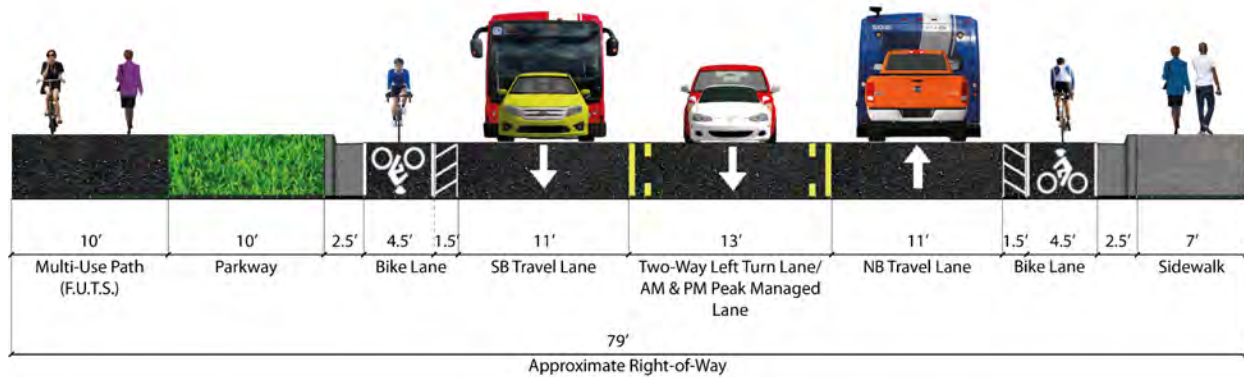 10’ 10’ 2.5’ 4.5’ 1.5’ 11’ 13’ 11’ 1.5’ 4.5’ 2.5’ 7’
Multi-Use Path
(F.U.T.S.)
Parkway
Bike Lane
SB Travel Lane
Two-Way Left Turn Lane/
AM & PM Peak Managed
Lane
NB Travel Lane
Bike Lane
Sidewalk
79’
Approximate Right-of-Way